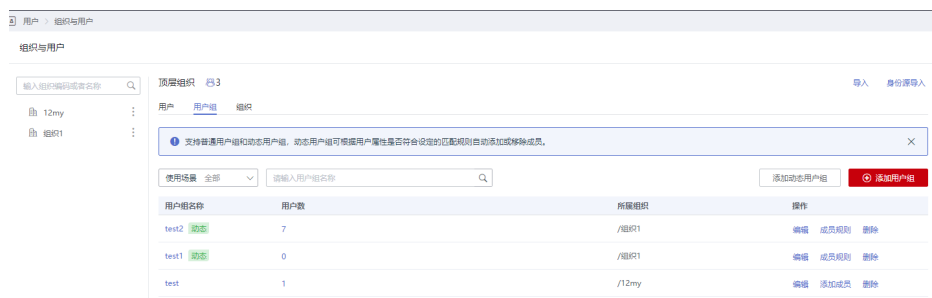 用户 > 组织与用户
组织与用户
输入组织编码或者名称
12my
组织1
顶层组织 3
导入 身份源导入
用户 用户组 组织
支持普通用户组和动态用户组，动态用户组可根据用户属性是否符合设定的匹配规则自动添加或移除成员。
使用场景 全部 请输入用户组名称 添加动态用户组 添加用户组
用户组名称 用户数 所属组织 操作
test2 动态 7 /组织1 编辑 成员规则 删除
test1 动态 0 /组织1 编辑 成员规则 删除
test 1 /12my 编辑 添加成员 删除